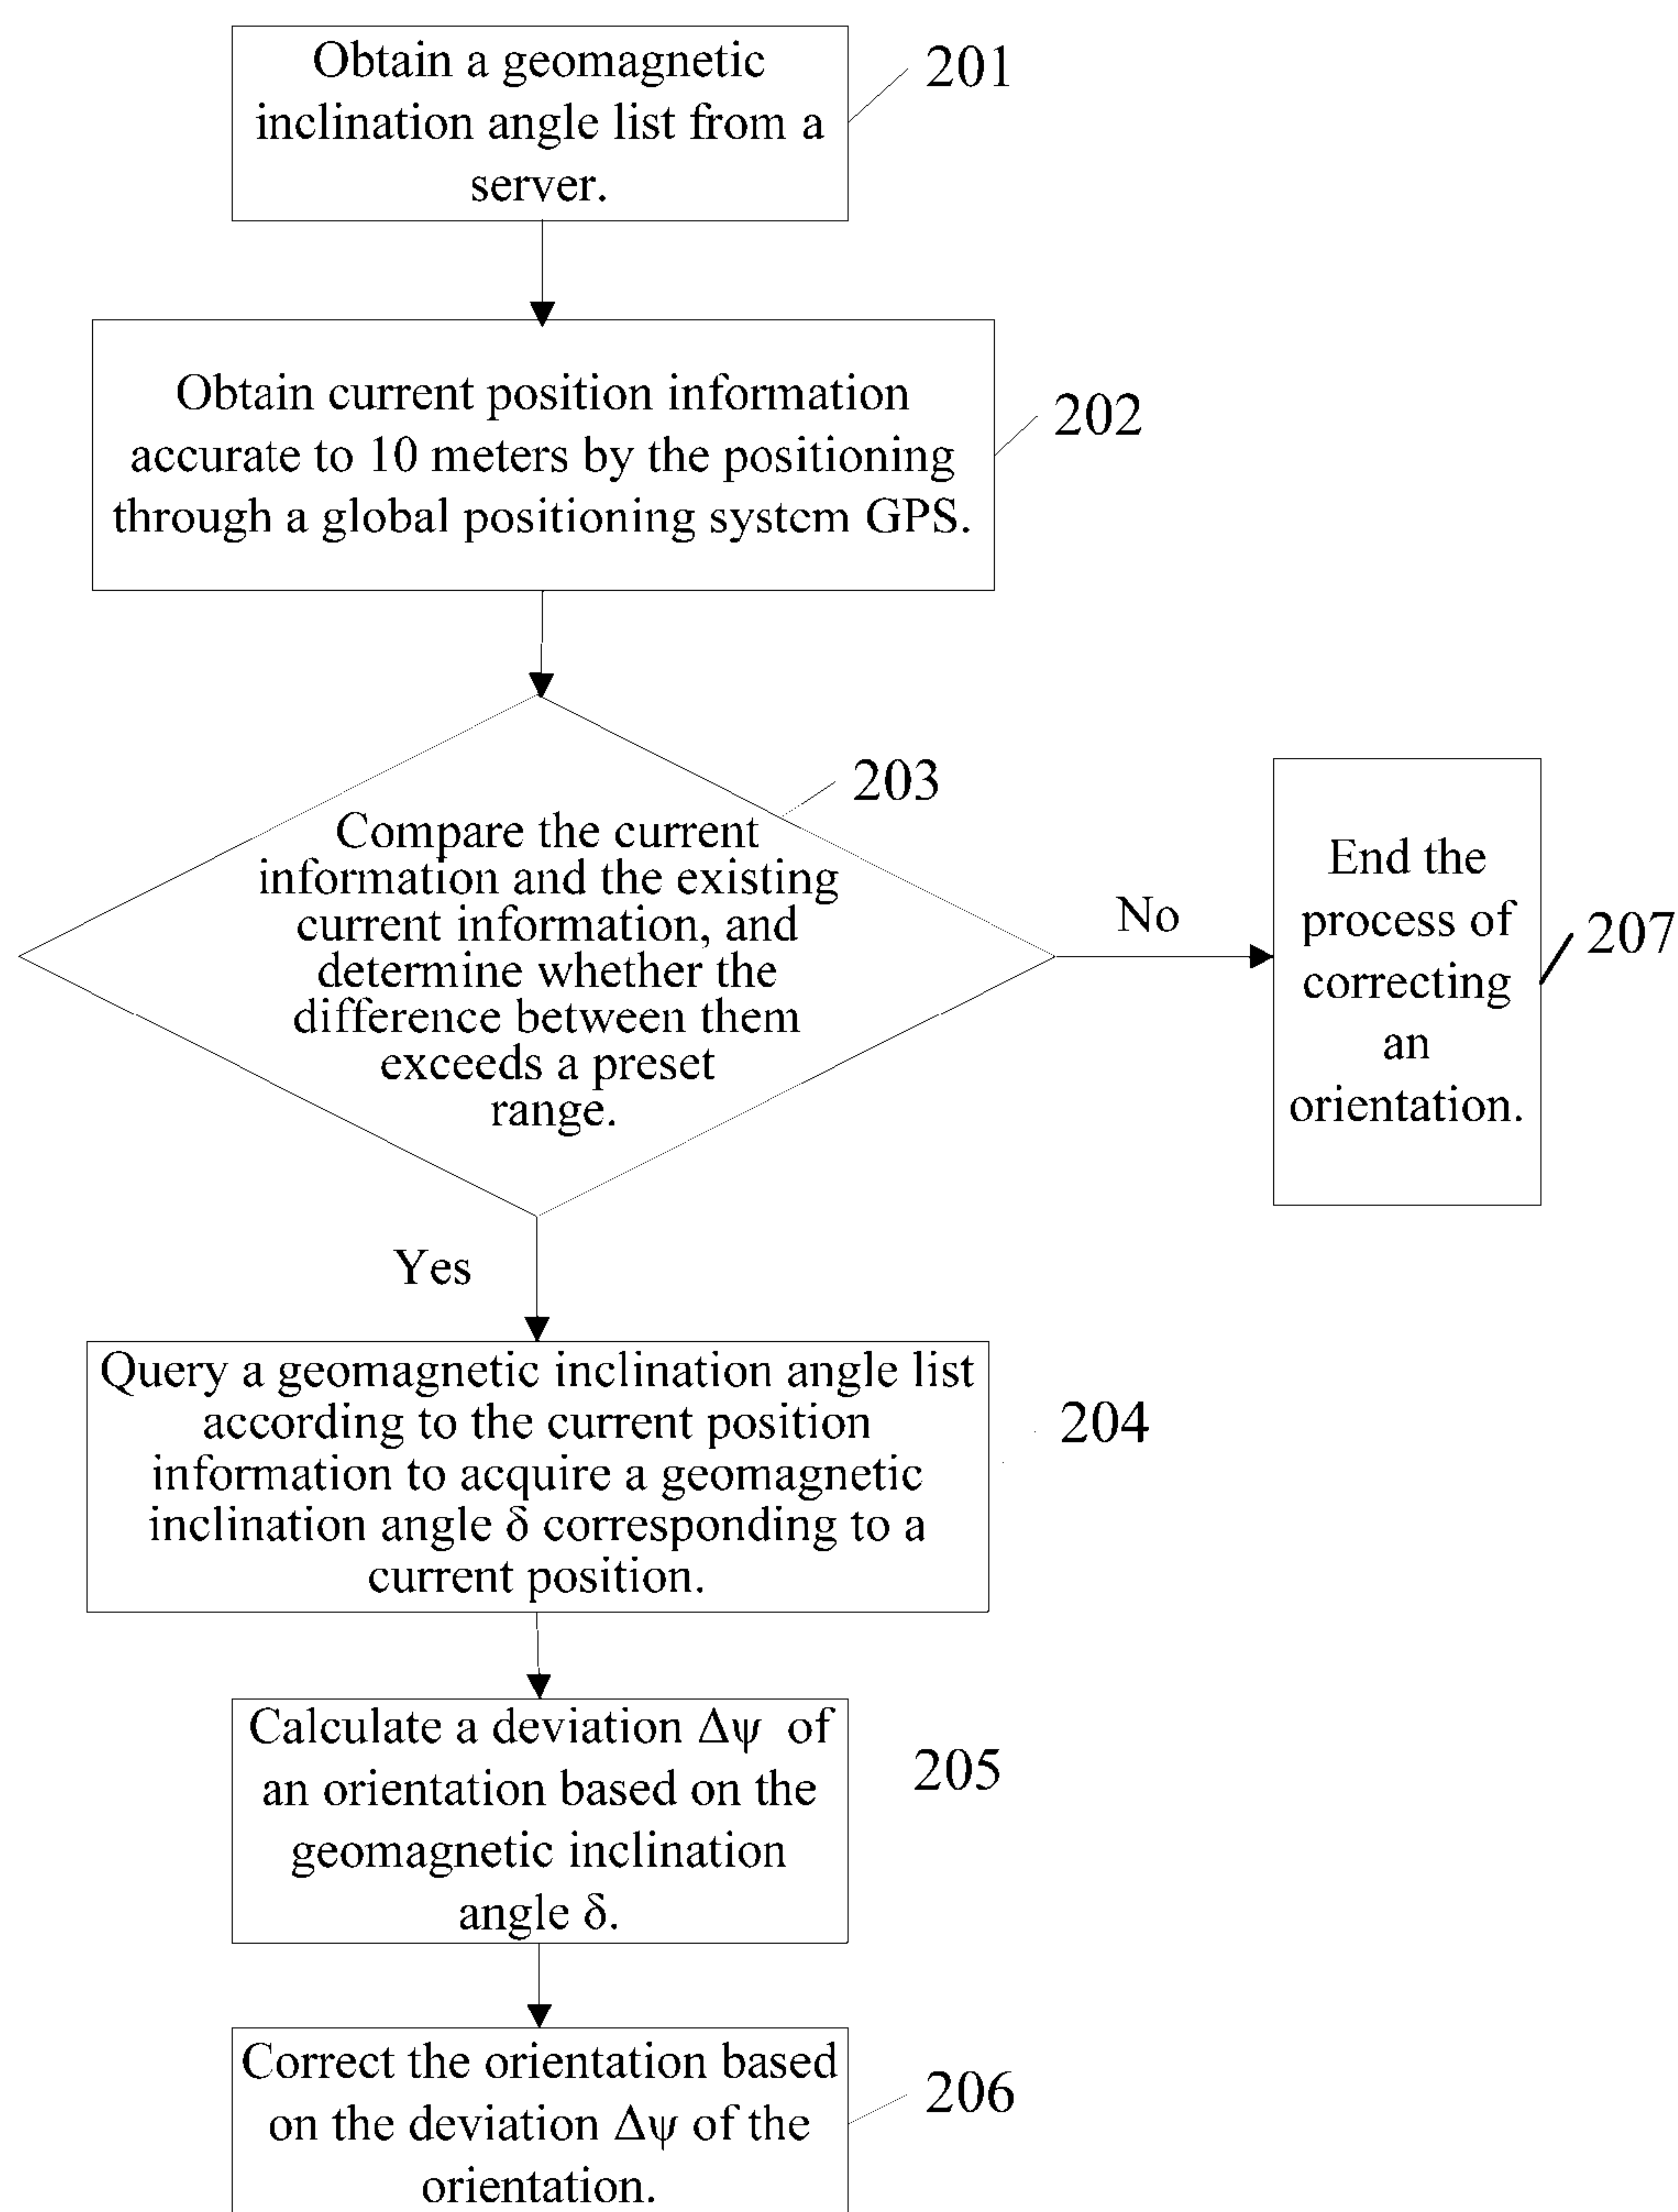 Obtain a geomagnetic
inclination angle list from a
server.
201
Obtain current position information
accurate to 10 meters by the positioning
through a global positioning system GPS.
202
203
Compare the current
information and the existing
current information, and
determine whether the
difference between them
exceeds a preset
range.
No
End the
process of
correcting
an
orientation.
207
Yes
Query a geomagnetic inclination angle list
according to the current position
information to acquire a geomagnetic
inclination angle δ corresponding to a
current position.
204
Calculate a deviation Δψ of
an orientation based on the
geomagnetic inclination
angle δ.
205
Correct the orientation based
on the deviation Δψ of the
orientation.
206